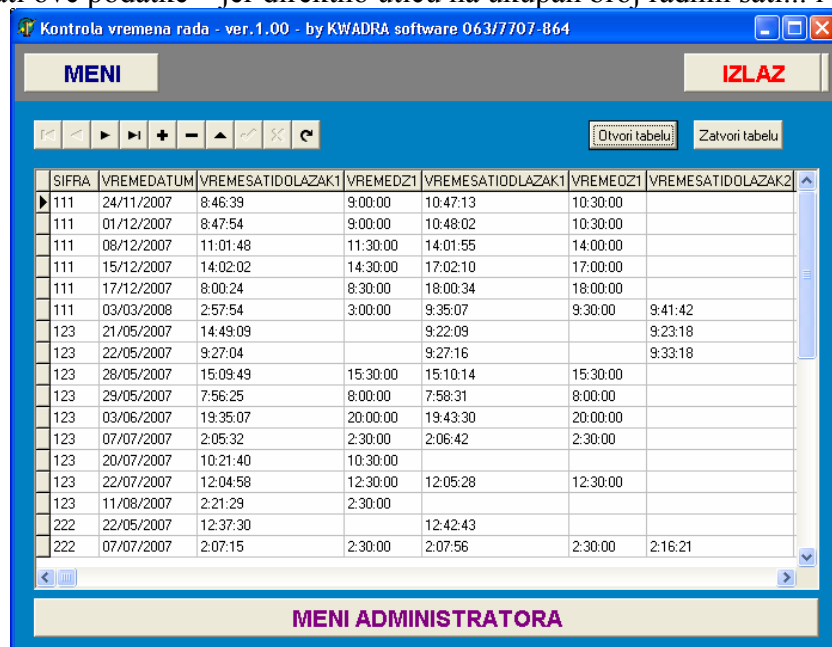 ove podatke jer direktno utiču na ukupan broj radnih sati...
Kontrola vremena rada - ver.1.00 - by KWADRA software 063/7707-864
MENI IZLAZ
Otvori tabelu Zatvori tabelu
SIFRA VREMEDATUM VREMESATIDOLAZAK1 VREMEDZ1 VREMESATIODLAZAK1 VREMEOZ1 VREMESATIDOLAZAK2
111 24/11/2007 8:46:39 9:00:00 10:47:13 10:30:00
111 01/12/2007 8:47:54 9:00:00 10:48:02 10:30:00
111 08/12/2007 11:01:48 11:30:00 14:01:55 14:00:00
111 15/12/2007 14:02:02 14:30:00 17:02:10 17:00:00
111 17/12/2007 8:00:24 8:30:00 18:00:34 18:00:00
111 03/03/2008 2:57:54 3:00:00 9:35:07 9:30:00 9:41:42
123 21/05/2007 14:49:09 9:22:09 9:23:18
123 22/05/2007 9:27:04 9:27:16 9:33:18
123 28/05/2007 15:09:49 15:30:00 15:10:14 15:30:00
123 29/05/2007 7:56:25 8:00:00 7:58:31 8:00:00
123 03/06/2007 19:35:07 20:00:00 19:43:30 20:00:00
123 07/07/2007 2:05:32 2:30:00 2:06:42 2:30:00
123 20/07/2007 10:21:40 10:30:00
123 22/07/2007 12:04:58 12:30:00 12:05:28 12:30:00
123 11/08/2007 2:21:29 2:30:00
222 22/05/2007 12:37:30 12:42:43
222 07/07/2007 2:07:15 2:30:00 2:07:56 2:30:00 2:16:21
MENI ADMINISTRATORA